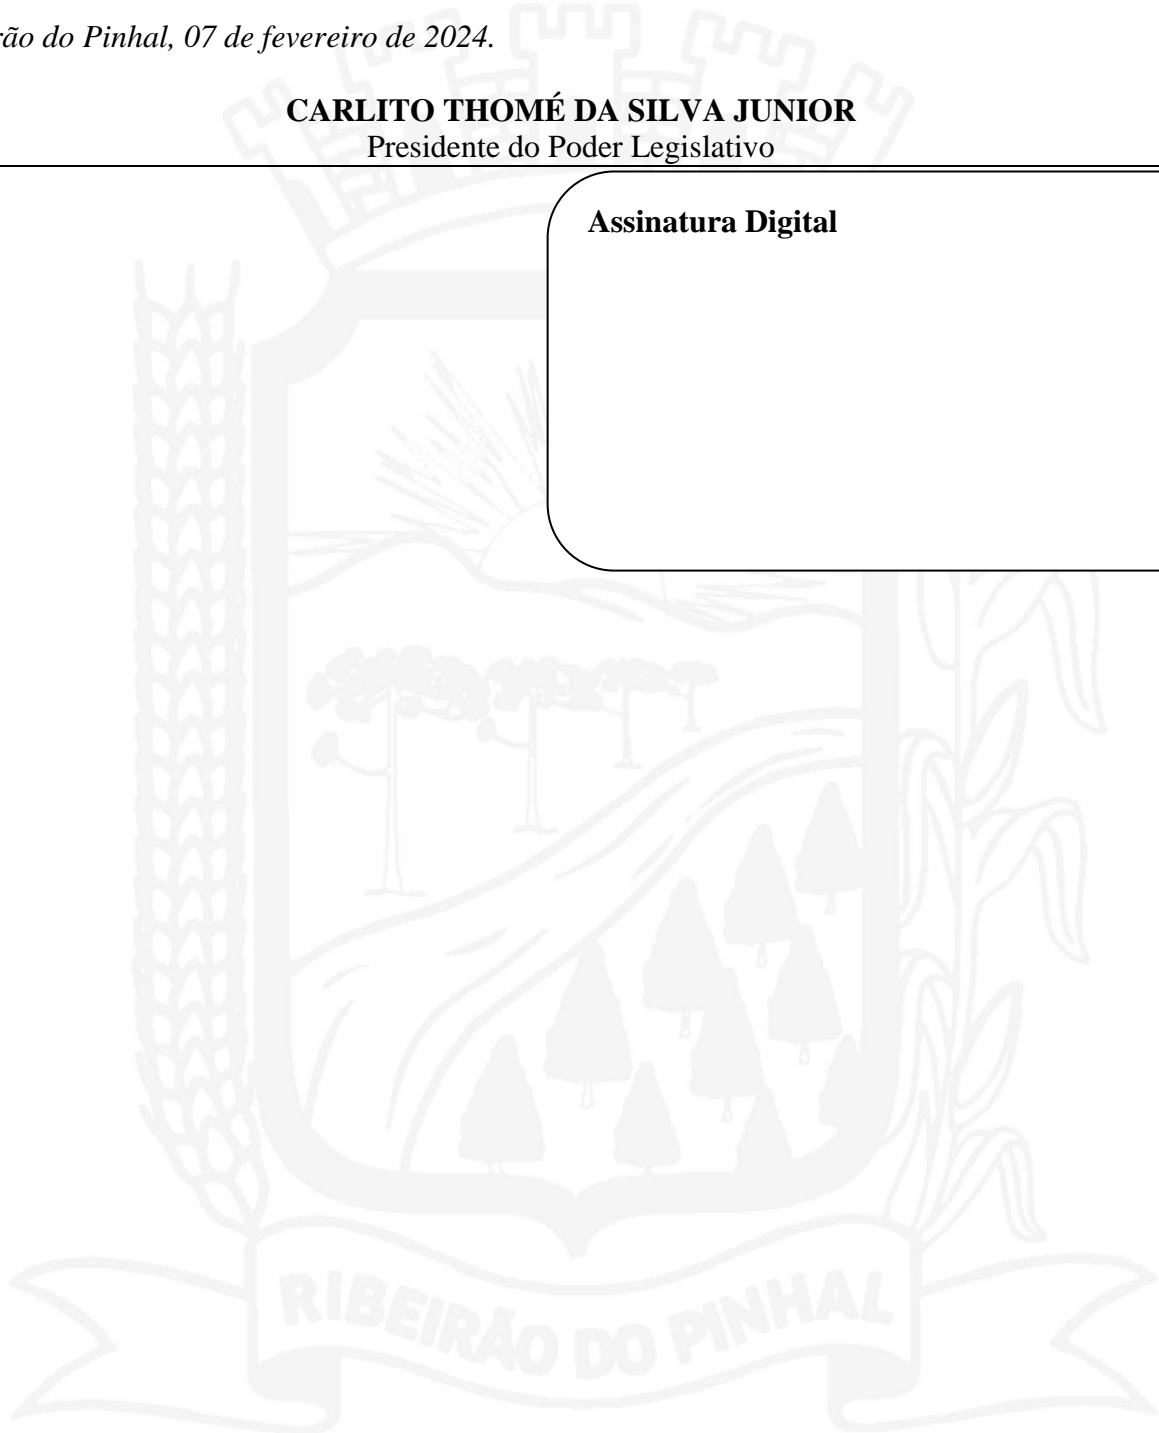 rão do Pinhal, 07 de fevereiro de 2024.
CARLITO THOMÉ DA SILVA JUNIOR
Presidente do Poder Legislativo
Assinatura Digital
RIBEIRÃO DO PINHAL